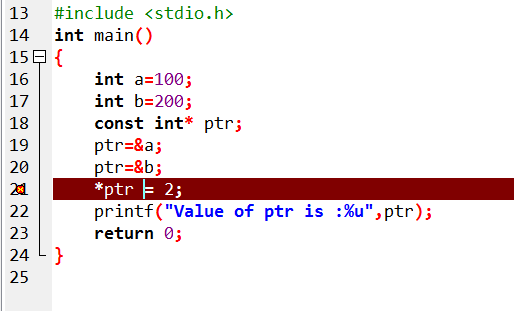 13 #include <stdio.h>
14 int main()
15 {
16 int a=100;
17 int b=200;
18 const int* ptr;
19 ptr=&a;
20 ptr=&b;
21 *ptr = 2;
22 printf("Value of ptr is :%u",ptr);
23 return 0;
24 }
25